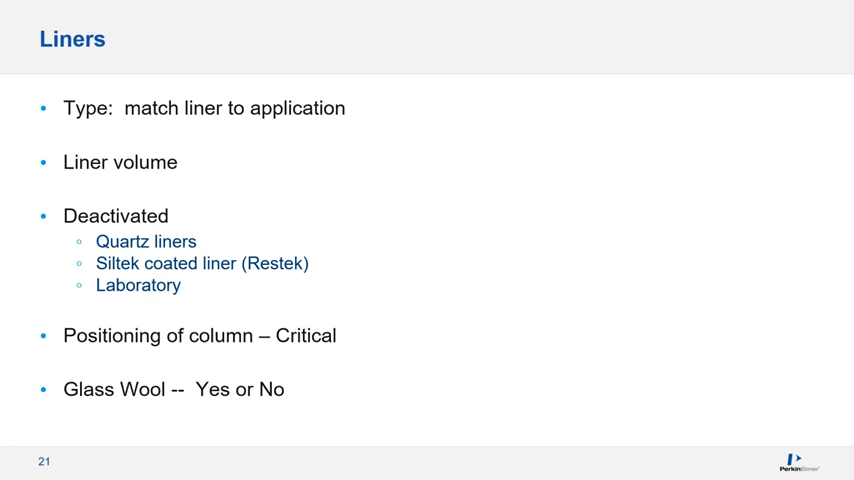 Liners
• Type:  match liner to application
• Liner volume
• Deactivated
o Quartz liners
o Siltek coated liner (Restek)
o Laboratory
• Positioning of column – Critical
• Glass Wool --  Yes or No
21
PerkinElmer